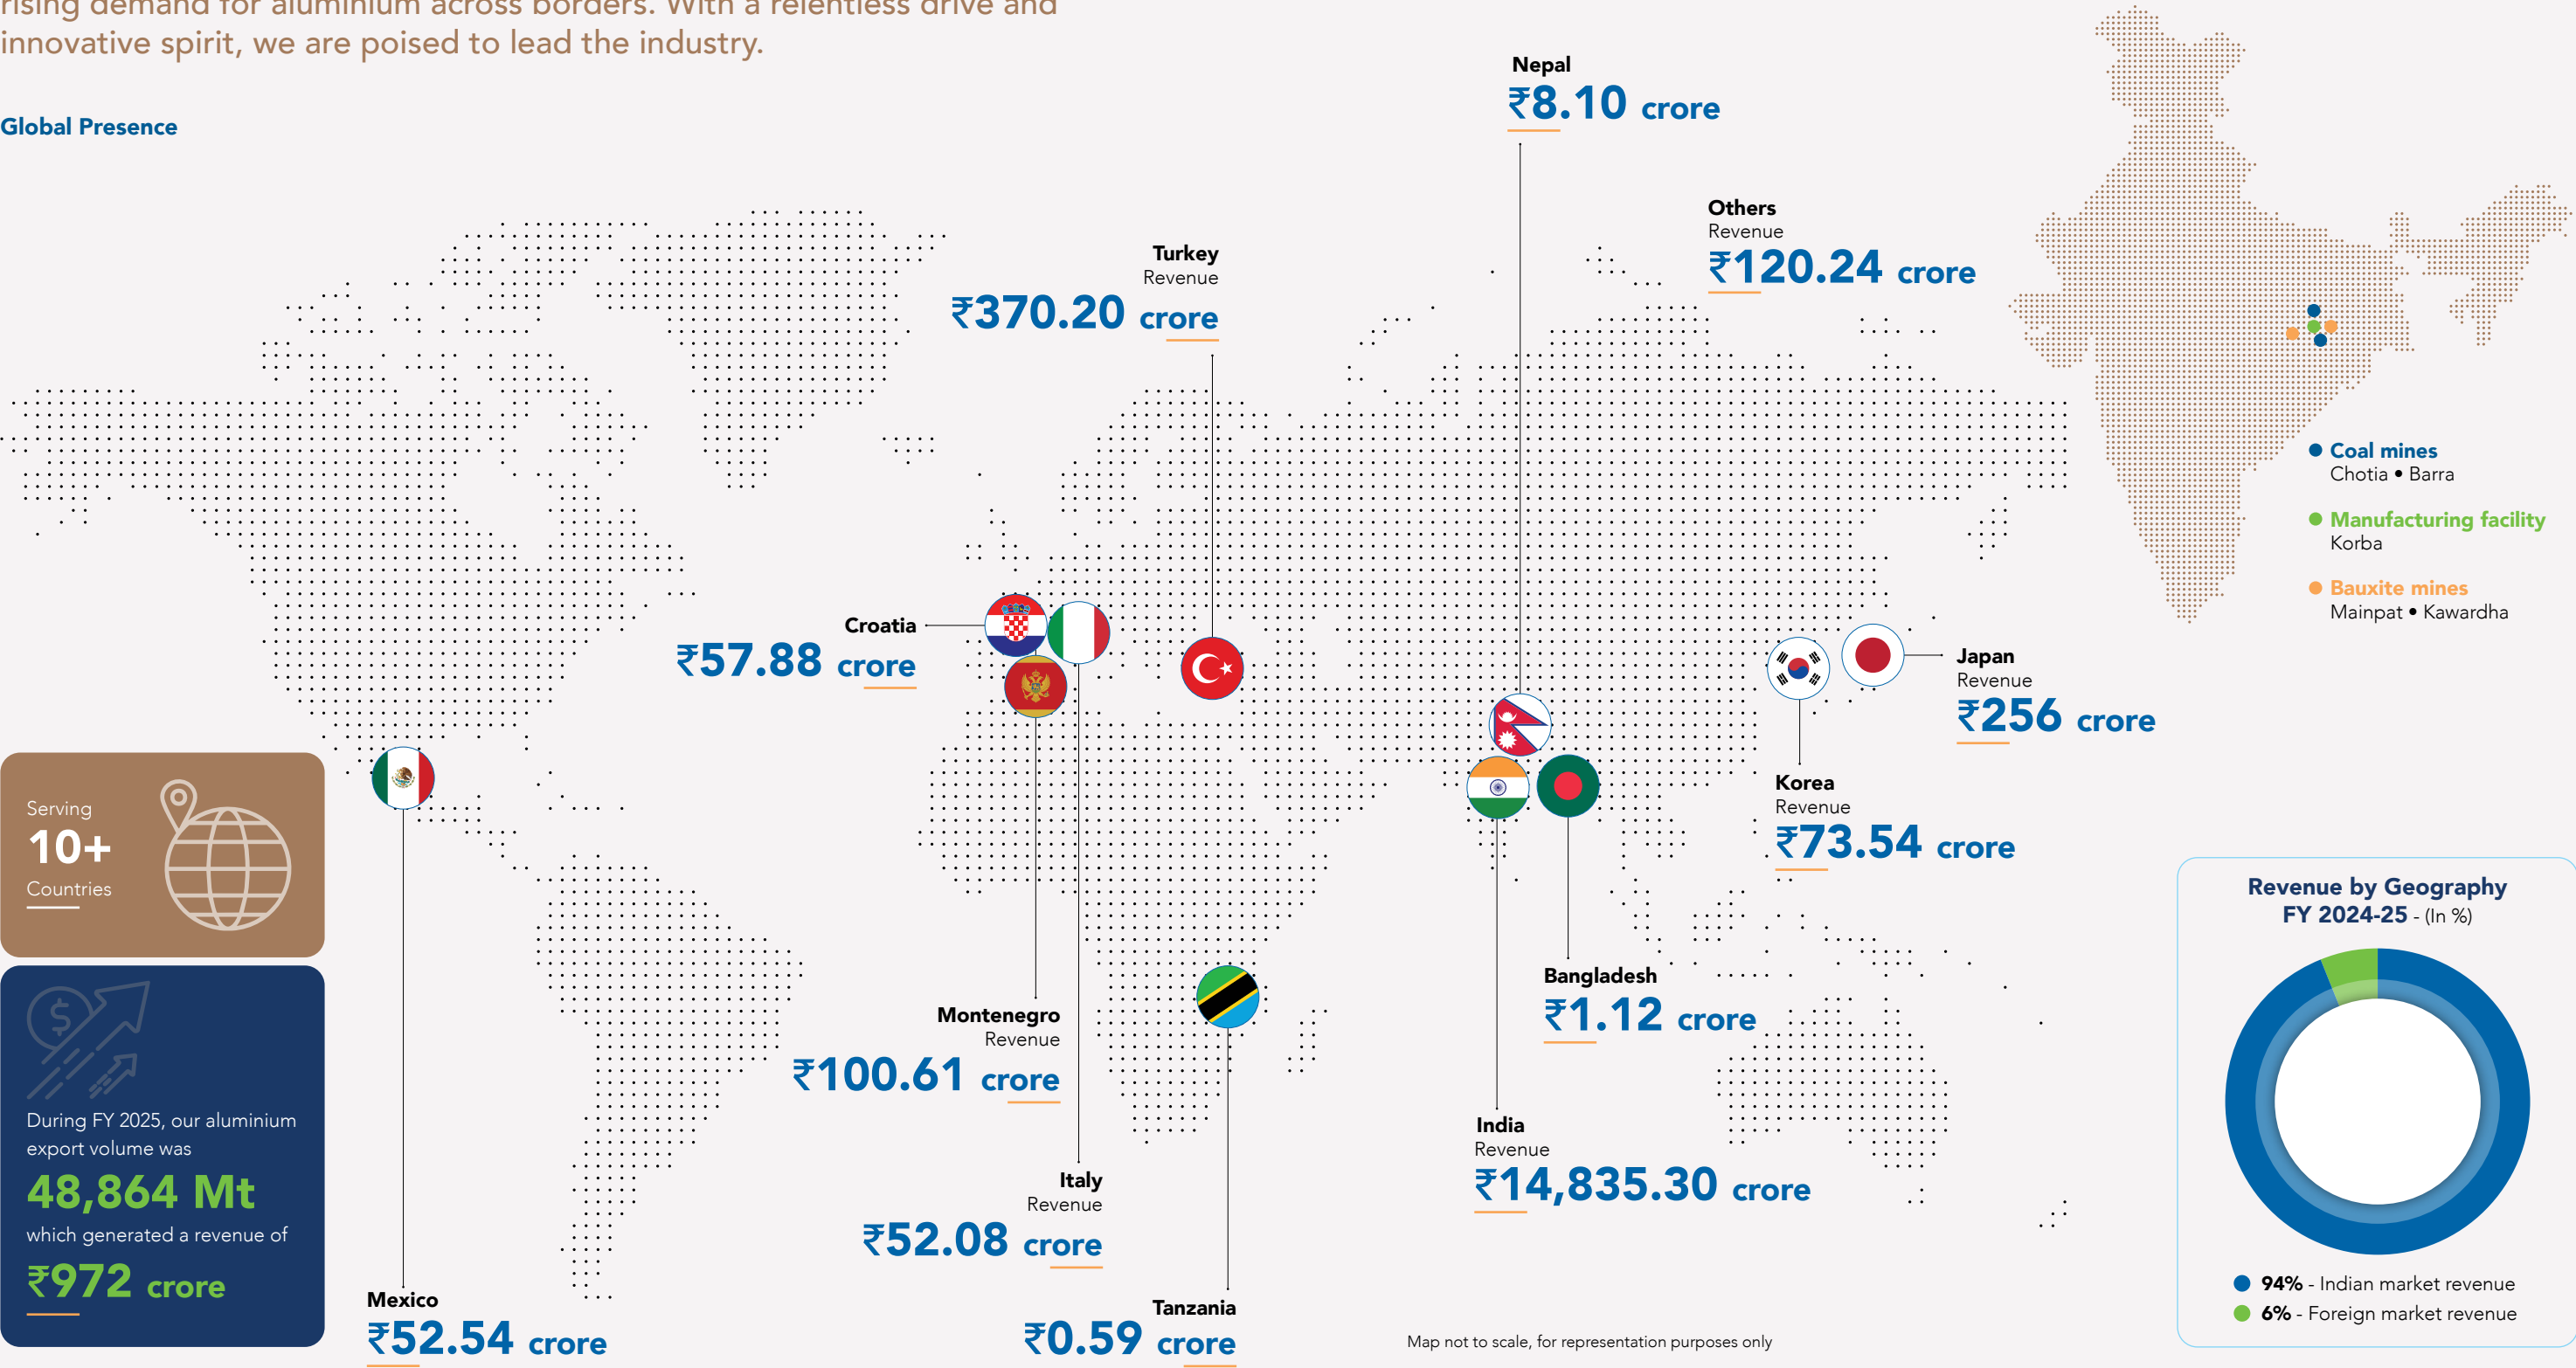 rising demand for aluminium across borders. With a relentless drive and
innovative spirit, we are poised to lead the industry.
Global Presence
Nepal
₹8.10 crore
Others
Revenue
₹120.24 crore
Turkey
Revenue
₹370.20 crore
Coal mines
Chotia • Barra
Manufacturing facility
Korba
Bauxite mines
Mainpat • Kawardha
Croatia
₹57.88 crore
Japan
Revenue
₹256 crore
Korea
Revenue
₹73.54 crore
Serving
10+
Countries
During FY 2025, our aluminium
export volume was
48,864 Mt
which generated a revenue of
₹972 crore
Mexico
₹52.54 crore
Montenegro
Revenue
₹100.61 crore
Italy
Revenue
₹52.08 crore
Tanzania
₹0.59 crore
Bangladesh
₹1.12 crore
India
Revenue
₹14,835.30 crore
Map not to scale, for representation purposes only
Revenue by Geography
FY 2024-25 - (In %)
94% - Indian market revenue
6% - Foreign market revenue